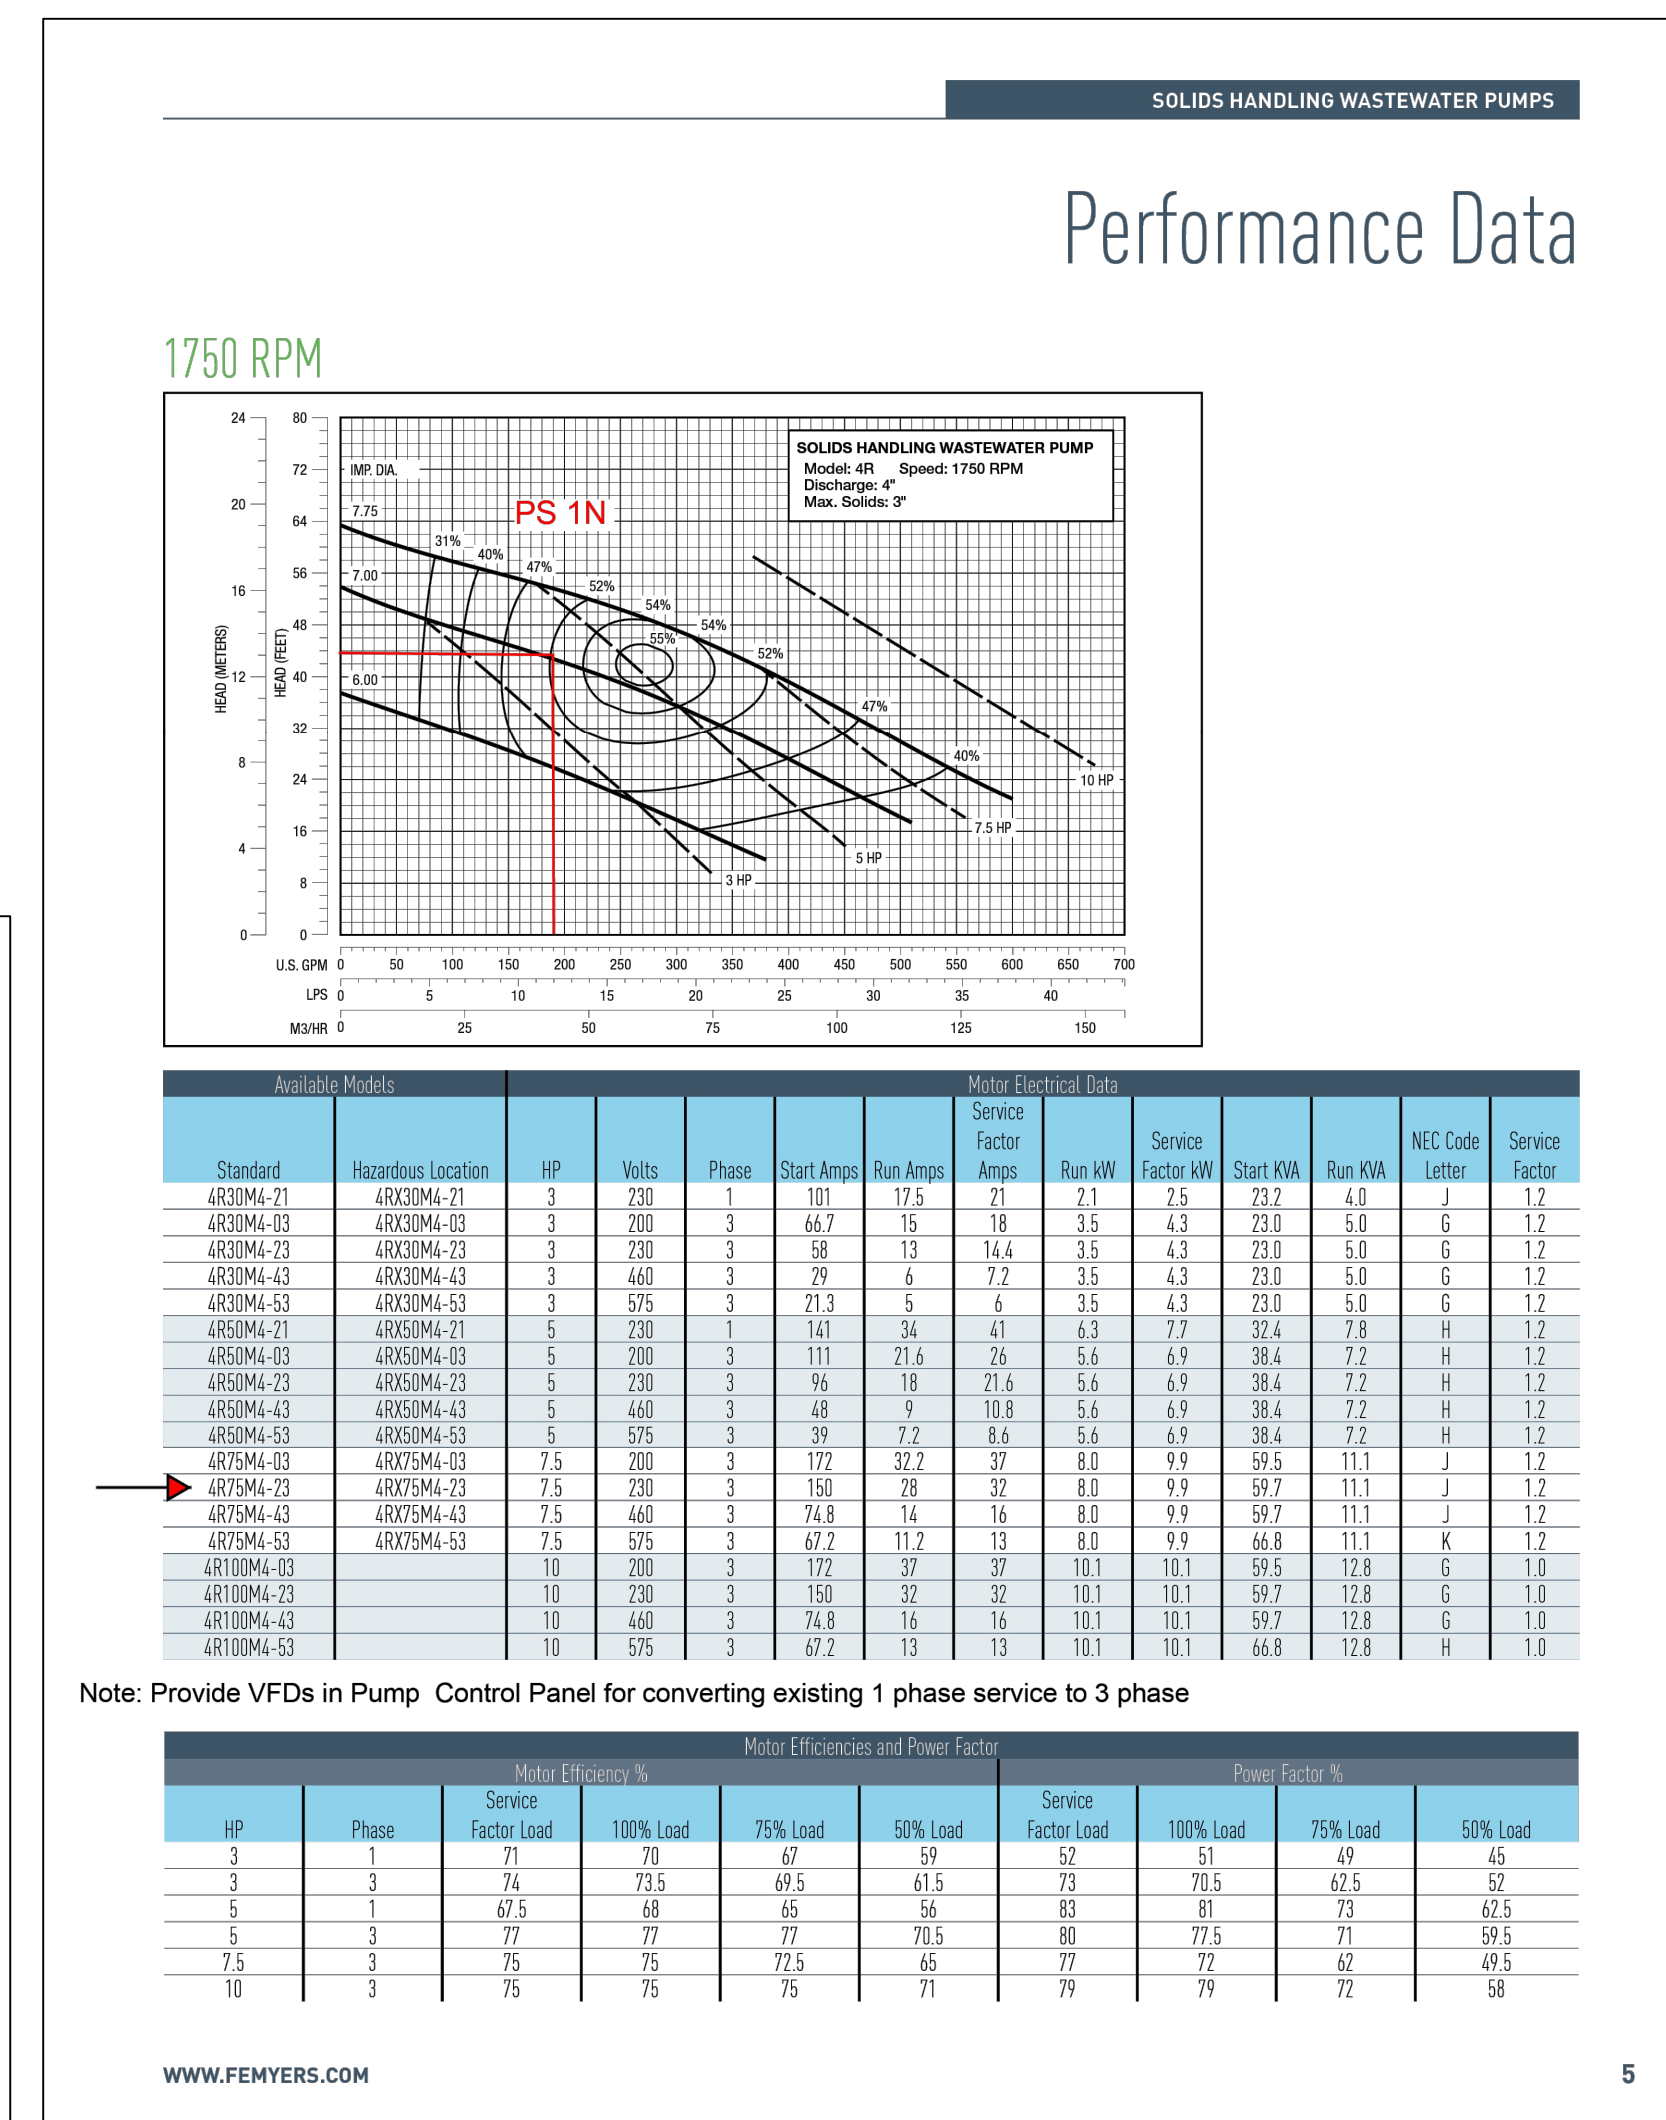 SOLIDS HANDLING WASTEWATER PUMPS
Performance Data
1750 RPM
SOLIDS HANDLING WASTEWATER PUMP
Model: 4R Speed: 1750 RPM
Discharge: 4"
Max. Solids: 3"
HEAD (METERS)
24
20
16
12
8
4
0
HEAD (FEET)
80
72
64
56
48
40
32
24
16
8
0
IMP. DIA.
7.75
7.00
6.00
PS 1N
31%
40%
47%
52%
54%
55%
54%
52%
47%
40%
10 HP
7.5 HP
5 HP
3 HP
U.S. GPM 0 50 100 150 200 250 300 350 400 450 500 550 600 650 700
LPS 0 5 10 15 20 25 30 35 40
M3/HR 0 25 50 75 100 125 150
Available Models Motor Electrical Data
Standard Hazardous Location HP Volts Phase Start Amps Run Amps Service Factor Amps Run kW Service Factor kW Start KVA Run KVA NEC Code Letter Service Factor
4R30M4-21 4RX30M4-21 3 230 1 101 17.5 21 2.1 2.5 23.2 4.0 J 1.2
4R30M4-03 4RX30M4-03 3 200 3 66.7 15 18 3.5 4.3 23.0 5.0 G 1.2
4R30M4-23 4RX30M4-23 3 230 3 58 13 14.4 3.5 4.3 23.0 5.0 G 1.2
4R30M4-43 4RX30M4-43 3 460 3 29 6 7.2 3.5 4.3 23.0 5.0 G 1.2
4R30M4-53 4RX30M4-53 3 575 3 21.3 5 6 3.5 4.3 23.0 5.0 G 1.2
4R50M4-21 4RX50M4-21 5 230 1 141 34 41 6.3 7.7 32.4 7.8 H 1.2
4R50M4-03 4RX50M4-03 5 200 3 111 21.6 26 5.6 6.9 38.4 7.2 H 1.2
4R50M4-23 4RX50M4-23 5 230 3 96 18 21.6 5.6 6.9 38.4 7.2 H 1.2
4R50M4-43 4RX50M4-43 5 460 3 48 9 10.8 5.6 6.9 38.4 7.2 H 1.2
4R50M4-53 4RX50M4-53 5 575 3 39 7.2 8.6 5.6 6.9 38.4 7.2 H 1.2
4R75M4-03 4RX75M4-03 7.5 200 3 172 32.2 37 8.0 9.9 59.5 11.1 J 1.2
4R75M4-23 4RX75M4-23 7.5 230 3 150 28 32 8.0 9.9 59.7 11.1 J 1.2
4R75M4-43 4RX75M4-43 7.5 460 3 74.8 14 16 8.0 9.9 59.7 11.1 J 1.2
4R75M4-53 4RX75M4-53 7.5 575 3 67.2 11.2 13 8.0 9.9 66.8 11.1 K 1.2
4R100M4-03 10 200 3 172 37 37 10.1 10.1 59.5 12.8 G 1.0
4R100M4-23 10 230 3 150 32 32 10.1 10.1 59.7 12.8 G 1.0
4R100M4-43 10 460 3 74.8 16 16 10.1 10.1 59.7 12.8 G 1.0
4R100M4-53 10 575 3 67.2 13 13 10.1 10.1 66.8 12.8 H 1.0
Note: Provide VFDs in Pump Control Panel for converting existing 1 phase service to 3 phase
Motor Efficiencies and Power Factor
Motor Efficiency % Power Factor %
HP Phase Service Factor Load 100% Load 75% Load 50% Load Service Factor Load 100% Load 75% Load 50% Load
3 1 71 70 67 59 52 51 49 45
3 3 74 73.5 69.5 61.5 73 70.5 62.5 52
5 1 67.5 68 65 56 83 81 73 62.5
5 3 77 77 77 70.5 80 77.5 71 59.5
7.5 3 75 75 72.5 65 77 72 62 49.5
10 3 75 75 75 71 79 79 72 58
WWW.FEMYERS.COM
5